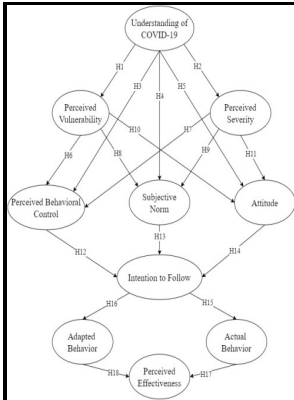 Understanding of
COVID-19
H1
H2
H3
H4
H5
Perceived
Vulnerability
Perceived
Severity
H10
H7
H6
H8
H9
H11
Perceived Behavioral
Control
Subjective
Norm
Attitude
H12
H13
H14
Intention to Follow
H16
H15
Adapted
Behavior
Actual
Behavior
H18
H17
Perceived
Effectiveness